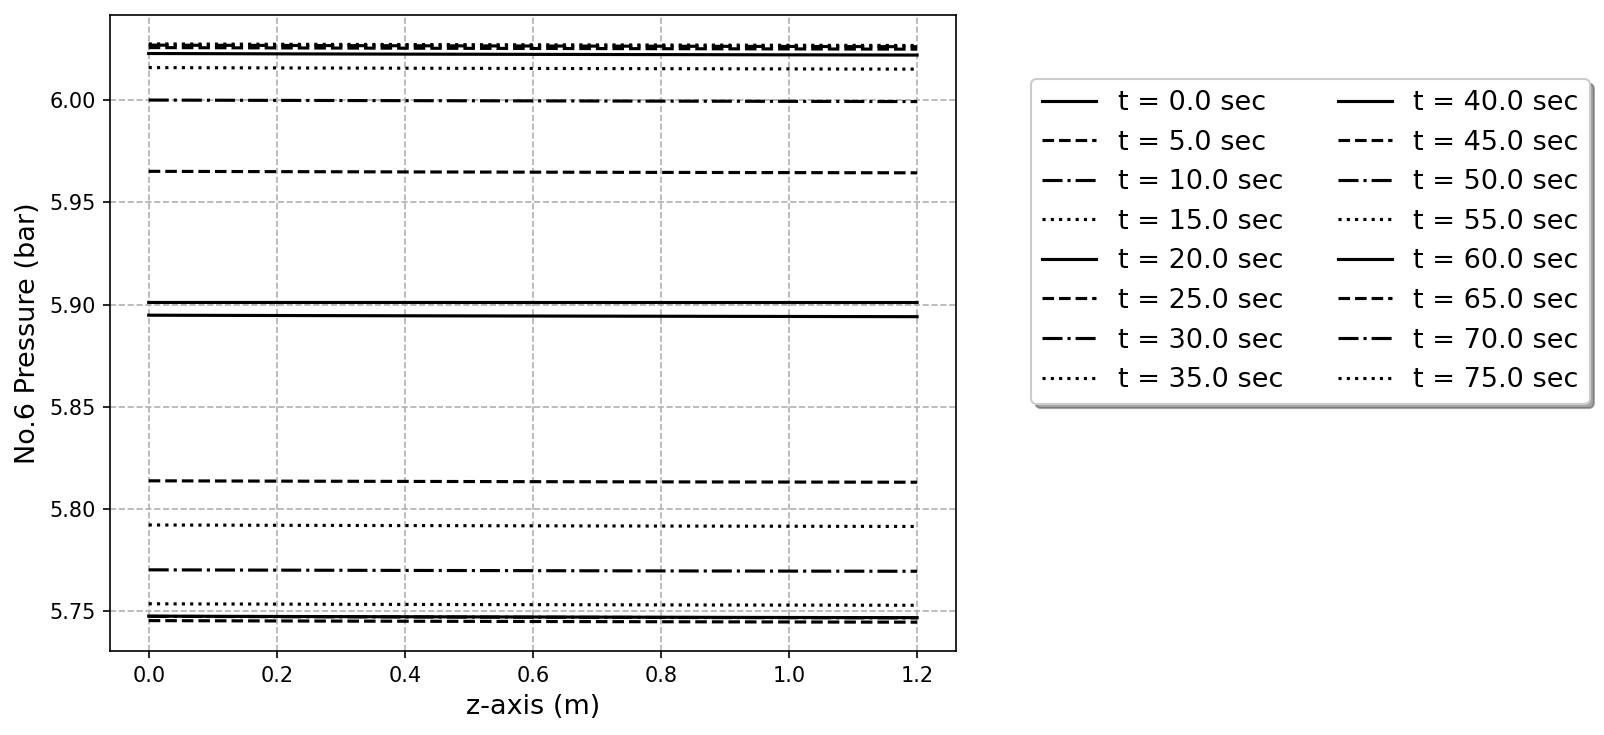 No.6 Pressure (bar)
6.00
5.95
5.90
5.85
5.80
5.75
0.0 0.2 0.4 0.6 0.8 1.0 1.2
z-axis (m)
t = 0.0 sec
t = 5.0 sec
t = 10.0 sec
t = 15.0 sec
t = 20.0 sec
t = 25.0 sec
t = 30.0 sec
t = 35.0 sec
t = 40.0 sec
t = 45.0 sec
t = 50.0 sec
t = 55.0 sec
t = 60.0 sec
t = 65.0 sec
t = 70.0 sec
t = 75.0 sec